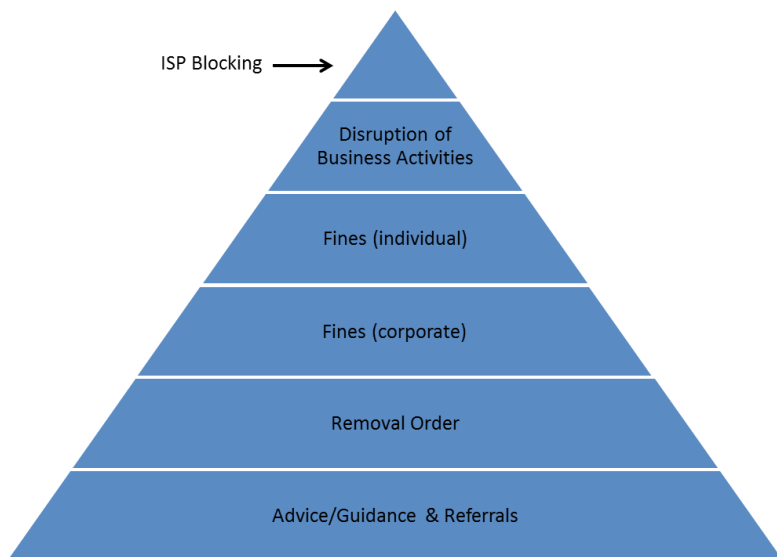 ISP Blocking
Disruption of
Business Activities
Fines (individual)
Fines (corporate)
Removal Order
Advice/Guidance & Referrals